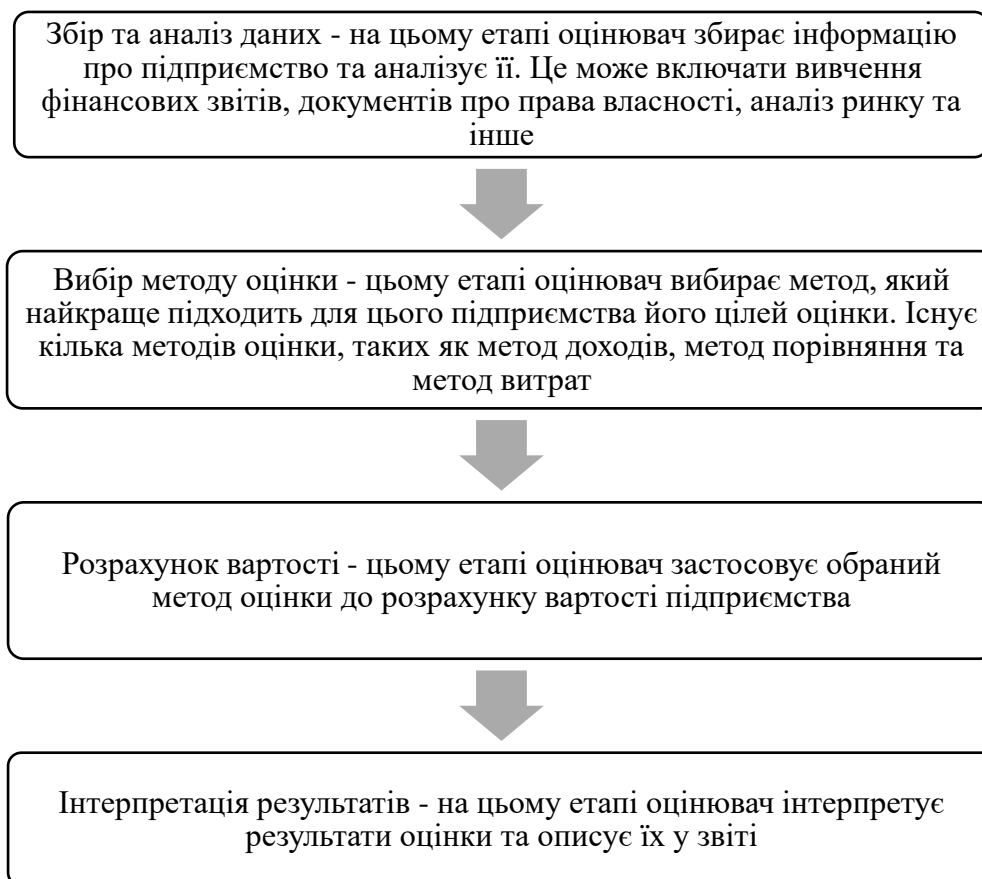 Збір та аналіз даних - на цьому етапі оцінювач збирає інформацію
про підприємство та аналізує її. Це може включати вивчення
фінансових звітів, документів про права власності, аналіз ринку та
інше
Вибір методу оцінки - цьому етапі оцінювач вибирає метод, який
найкраще підходить для цього підприємства його цілей оцінки. Існує
кілька методів оцінки, таких як метод доходів, метод порівняння та
метод витрат
Розрахунок вартості - цьому етапі оцінювач застосовує обраний
метод оцінки до розрахунку вартості підприємства
Інтерпретація результатів - на цьому етапі оцінювач інтерпретує
результати оцінки та описує їх у звіті